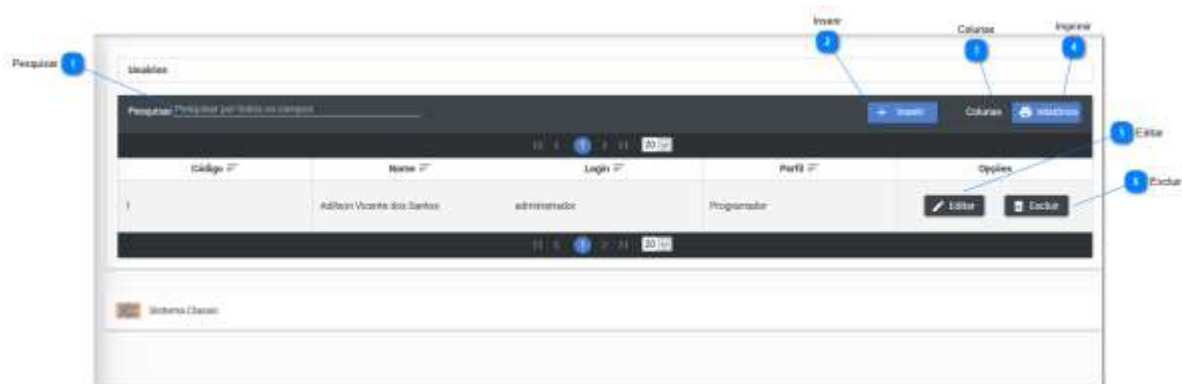 Inserir
2
Colunas
3
Imprimir
4
Pesquisar 1
Usuários
Pesquisar Pesquisar por todos os campos
Inserir Colunas
5 Editar
1 20
Código Nome Login Perfil Opções
6 Excluir
1 Adilson Vicente dos Santos administrador Programador Editar Excluir
1 20
Sistema Classic